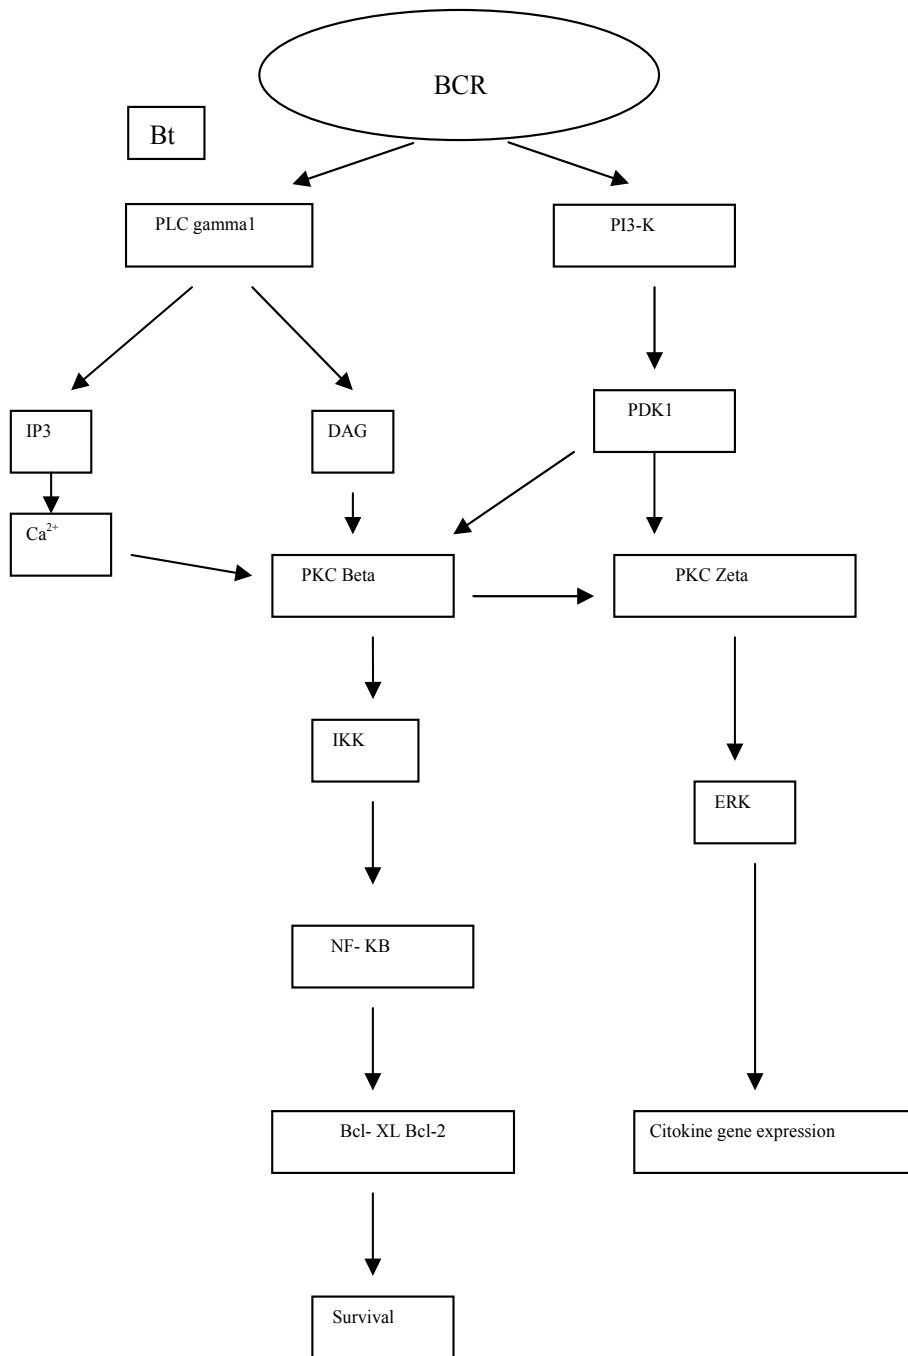 BCR
Bt
PLC gamma1
PI3-K
IP3
DAG
PDK1
Ca²⁺
PKC Beta
PKC Zeta
IKK
ERK
NF- KB
Bcl- XL Bcl-2
Citokine gene expression
Survival